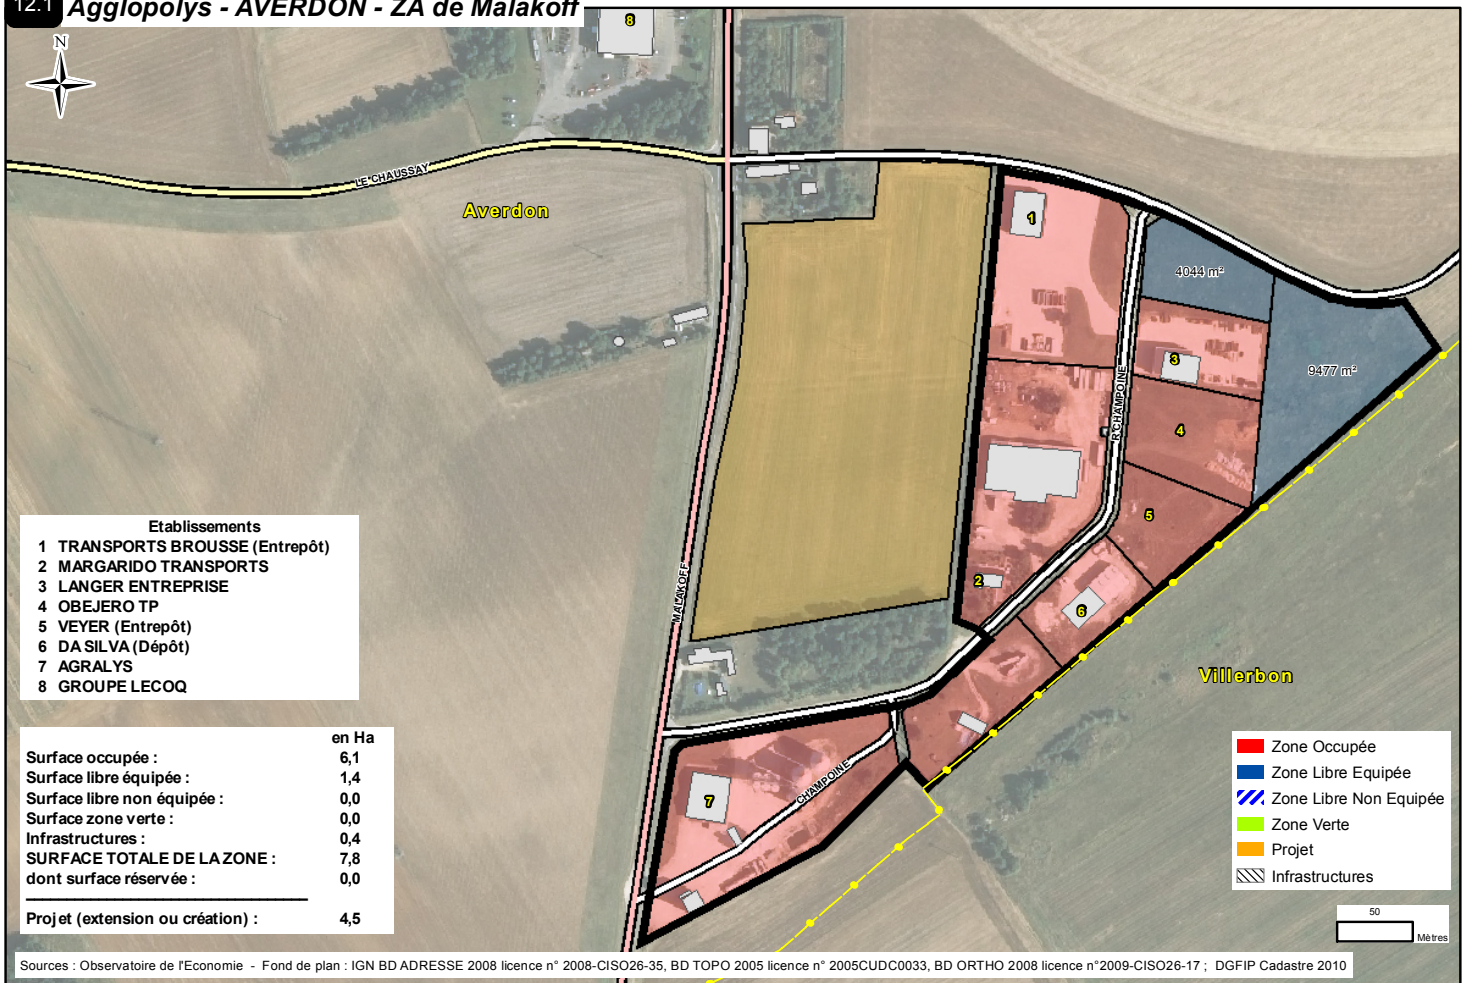 12.1 Agglopolys - AVERDON - ZA de Malakoff
N
8
LE CHAUSSAY
Averdon
1
4044 m²
3
9477 m²
R CHAMPOINE
4
5
2
6
MALAKOFF
Villerbon
CHAMPOINE
7
Etablissements
1 TRANSPORTS BROUSSE (Entrepôt)
2 MARGARIDO TRANSPORTS
3 LANGER ENTREPRISE
4 OBEJERO TP
5 VEYER (Entrepôt)
6 DA SILVA (Dépôt)
7 AGRALYS
8 GROUPE LECOQ
en Ha
Surface occupée : 6,1
Surface libre équipée : 1,4
Surface libre non équipée : 0,0
Surface zone verte : 0,0
Infrastructures : 0,4
SURFACE TOTALE DE LA ZONE : 7,8
dont surface réservée : 0,0
Projet (extension ou création) : 4,5
Zone Occupée
Zone Libre Equipée
Zone Libre Non Equipée
Zone Verte
Projet
Infrastructures
50
Mètres
Sources : Observatoire de l'Economie - Fond de plan : IGN BD ADRESSE 2008 licence n° 2008-CISO26-35, BD TOPO 2005 licence n° 2005CUDC0033, BD ORTHO 2008 licence n°2009-CISO26-17 ; DGFIP Cadastre 2010